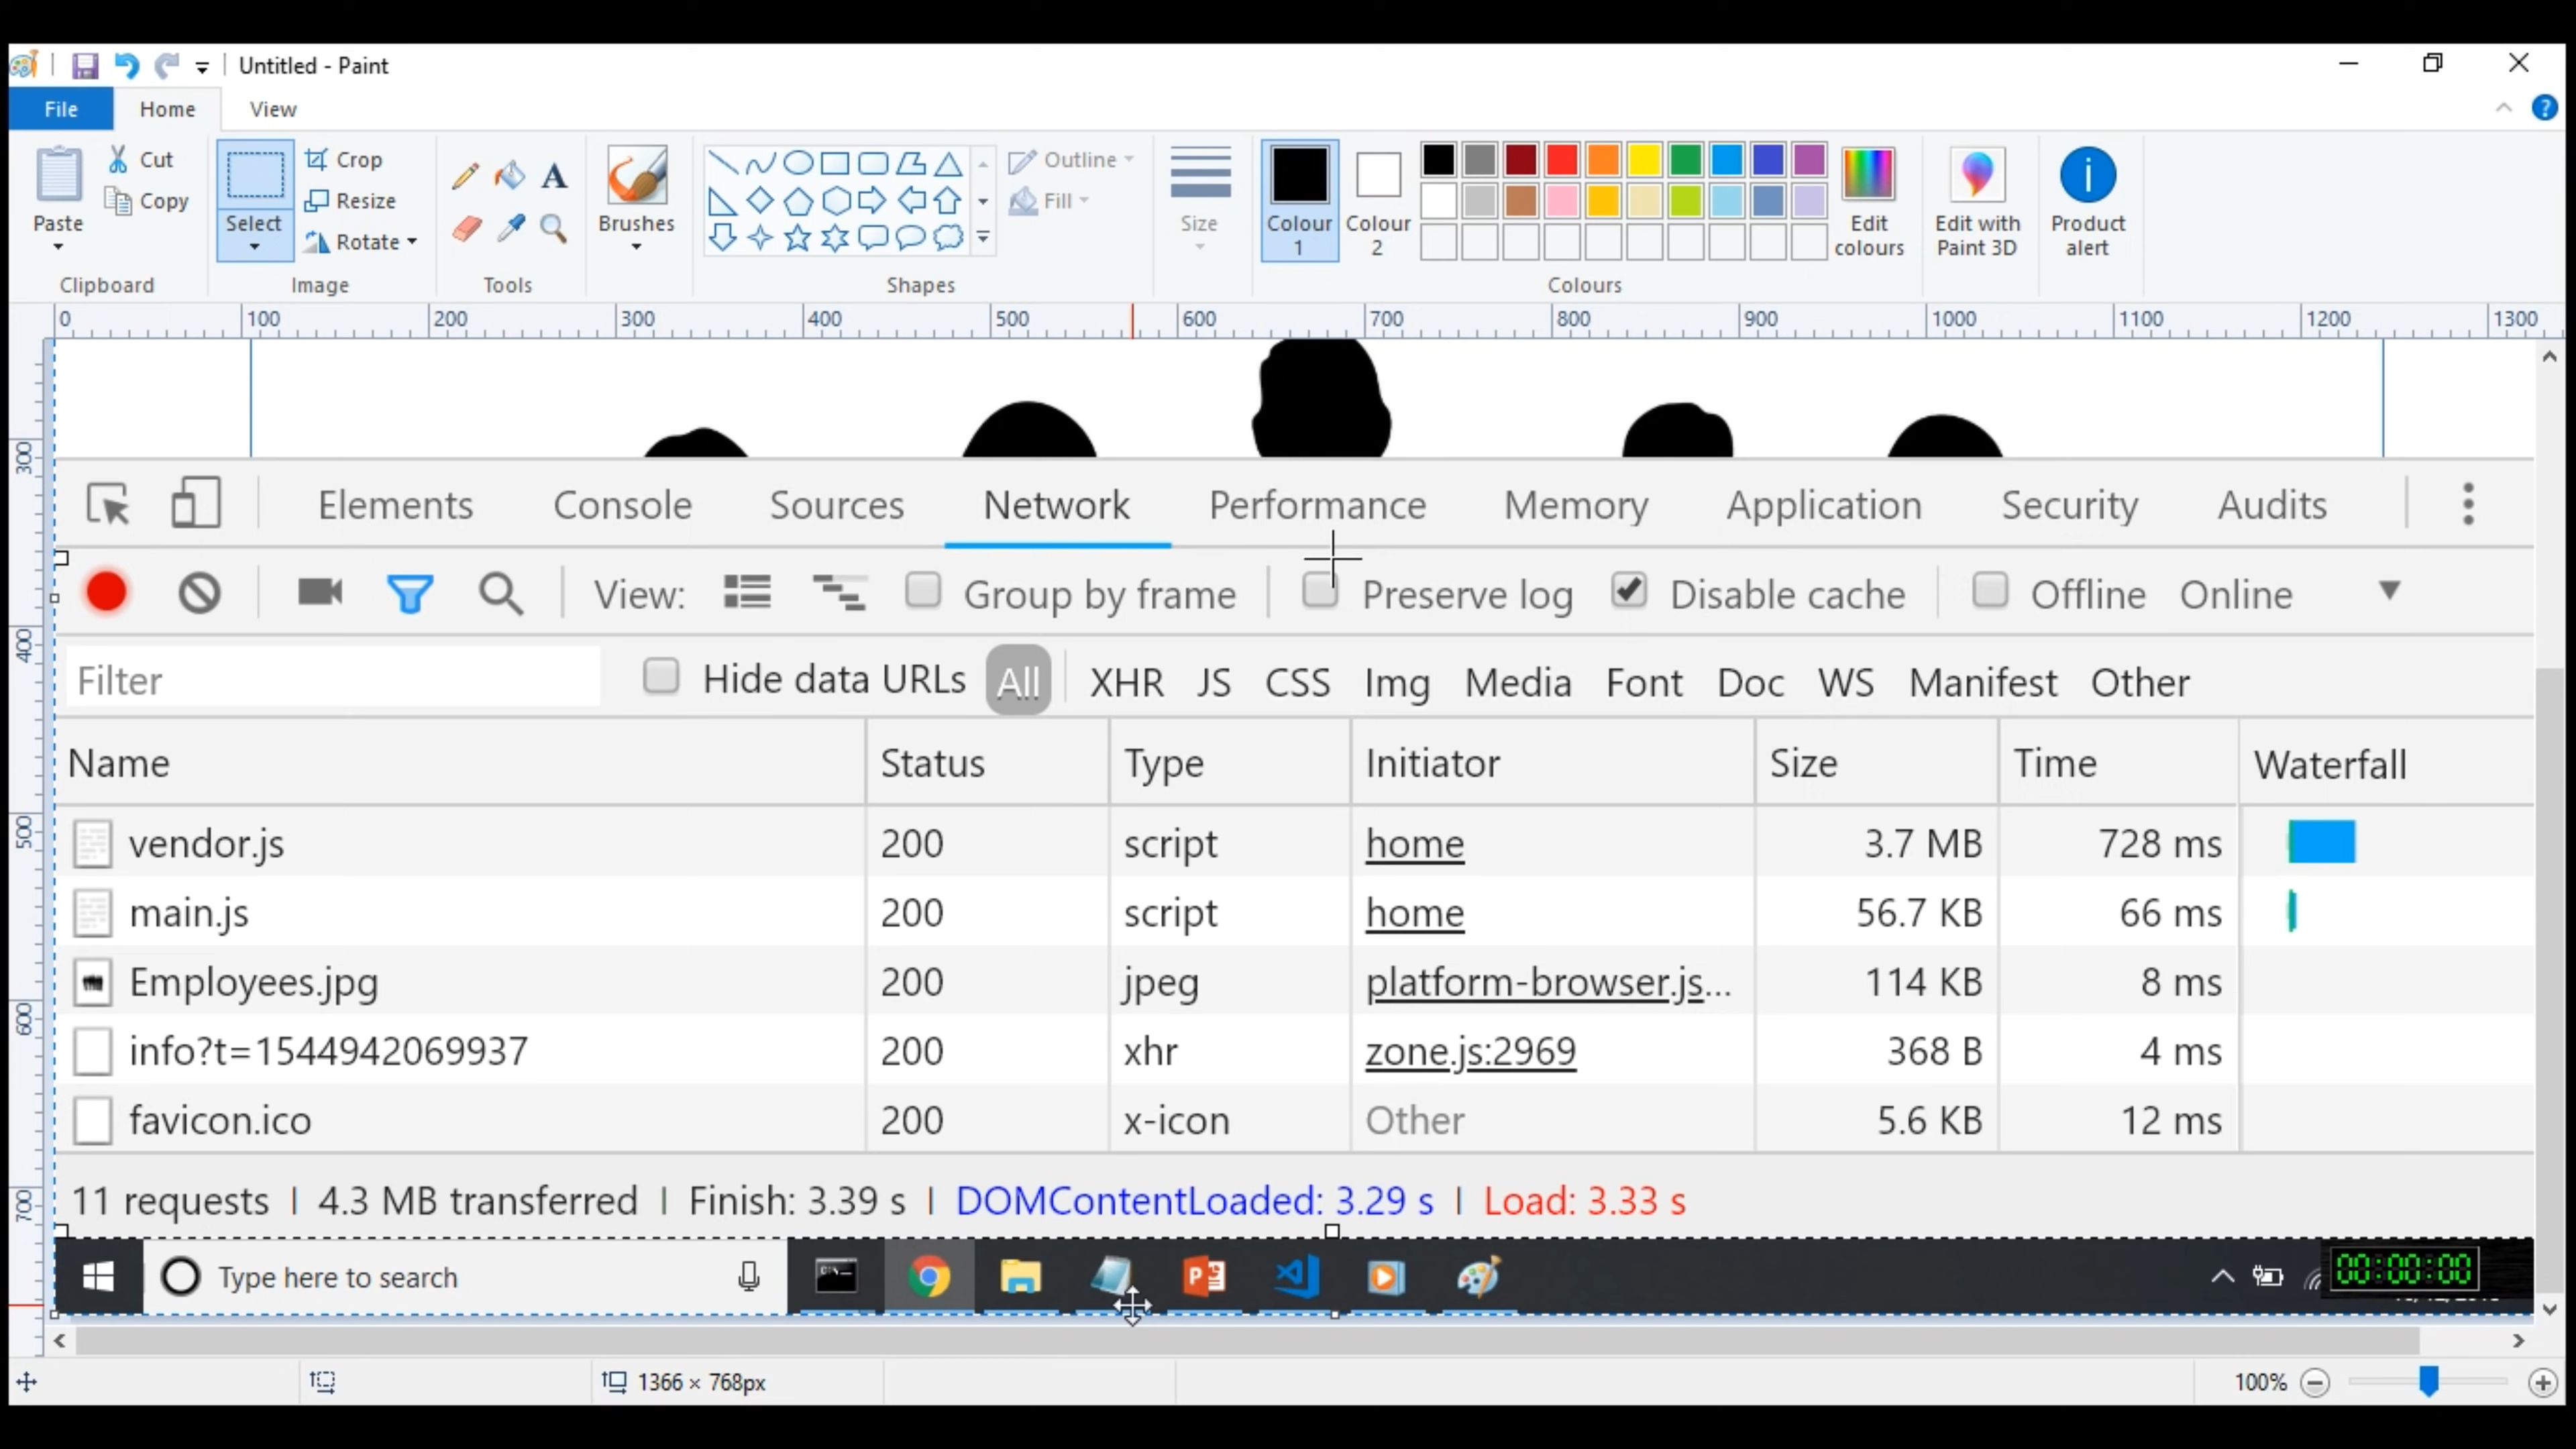 Untitled - Paint
File Home View
Cut
Copy
Paste
Clipboard
Crop
Resize
Rotate
Select
Image
A
Tools
Brushes
Shapes
Outline
Fill
Size
Colour 1
Colour 2
Edit colours
Colours
Edit with Paint 3D
Product alert
0 100 200 300 400 500 600 700 800 900 1000 1100 1200 1300
300
400
500
600
700
Elements Console Sources Network Performance Memory Application Security Audits
View: Group by frame Preserve log Disable cache Offline Online
Filter Hide data URLs All XHR JS CSS Img Media Font Doc WS Manifest Other
Name Status Type Initiator Size Time Waterfall
vendor.js 200 script home 3.7 MB 728 ms
main.js 200 script home 56.7 KB 66 ms
Employees.jpg 200 jpeg platform-browser.js... 114 KB 8 ms
info?t=1544942069937 200 xhr zone.js:2969 368 B 4 ms
favicon.ico 200 x-icon Other 5.6 KB 12 ms
11 requests | 4.3 MB transferred | Finish: 3.39 s | DOMContentLoaded: 3.29 s | Load: 3.33 s
Type here to search
00:00:00
1366 × 768px
100%